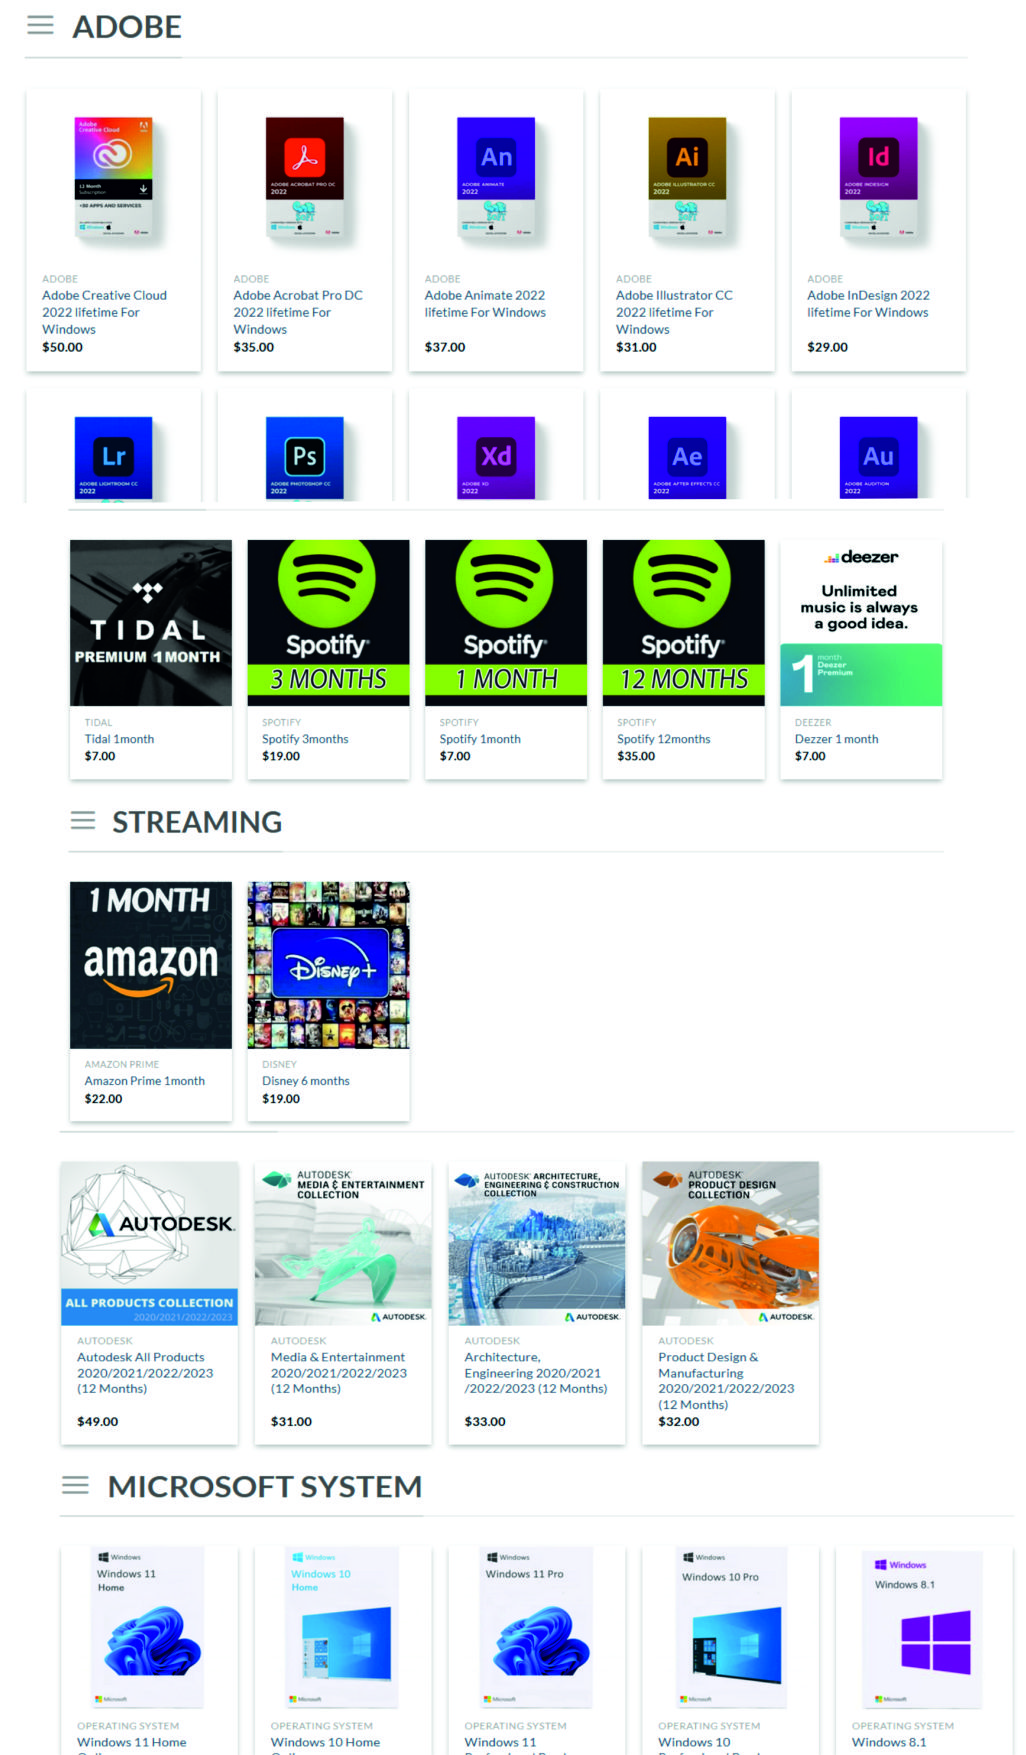 ADOBE
Adobe
Creative Cloud
12 Month
Subscription
+30 APPS AND SERVICES
Windows
Adobe
ADOBE ACROBAT PRO DC
2022
An
ADOBE ANIMATE
2022
Ai
ADOBE ILLUSTRATOR CC
2022
Id
ADOBE INDESIGN
2022
ADOBE
Adobe Creative Cloud
2022 lifetime For
Windows
$50.00
ADOBE
Adobe Acrobat Pro DC
2022 lifetime For
Windows
$35.00
ADOBE
Adobe Animate 2022
lifetime For Windows
$37.00
ADOBE
Adobe Illustrator CC
2022 lifetime For
Windows
$31.00
ADOBE
Adobe InDesign 2022
lifetime For Windows
$29.00
Lr
ADOBE LIGHTROOM CC
2022
Ps
ADOBE PHOTOSHOP CC
2022
Xd
ADOBE XD
2022
Ae
ADOBE AFTER EFFECTS CC
2022
Au
ADOBE AUDITION
2022
TIDAL
PREMIUM 1 MONTH
Spotify
3 MONTHS
Spotify
1 MONTH
Spotify
12 MONTHS
deezer
Unlimited
music is always
a good idea.
1 month
Deezer
Premium
TIDAL
Tidal 1month
$7.00
SPOTIFY
Spotify 3months
$19.00
SPOTIFY
Spotify 1month
$7.00
SPOTIFY
Spotify 12months
$35.00
DEEZER
Dezzer 1 month
$7.00
STREAMING
1 MONTH
amazon
Disney+
AMAZON PRIME
Amazon Prime 1month
$22.00
DISNEY
Disney 6 months
$19.00
AUTODESK.
ALL PRODUCTS COLLECTION
2020/2021/2022/2023
AUTODESK
MEDIA & ENTERTAINMENT
COLLECTION
AUTODESK.
AUTODESK ARCHITECTURE,
ENGINEERING & CONSTRUCTION
COLLECTION
AUTODESK.
AUTODESK
PRODUCT DESIGN
COLLECTION
AUTODESK.
AUTODESK
Autodesk All Products
2020/2021/2022/2023
(12 Months)
$49.00
AUTODESK
Media & Entertainment
2020/2021/2022/2023
(12 Months)
$31.00
AUTODESK
Architecture,
Engineering 2020/2021
/2022/2023 (12 Months)
$33.00
AUTODESK
Product Design &
Manufacturing
2020/2021/2022/2023
(12 Months)
$32.00
MICROSOFT SYSTEM
Windows
Windows 11
Home
Microsoft
Windows
Windows 10
Home
Microsoft
Windows
Windows 11 Pro
Microsoft
Windows
Windows 10 Pro
Microsoft
Windows
Windows 8.1
Microsoft
OPERATING SYSTEM
Windows 11 Home
OPERATING SYSTEM
Windows 10 Home
OPERATING SYSTEM
Windows 11
OPERATING SYSTEM
Windows 10
OPERATING SYSTEM
Windows 8.1